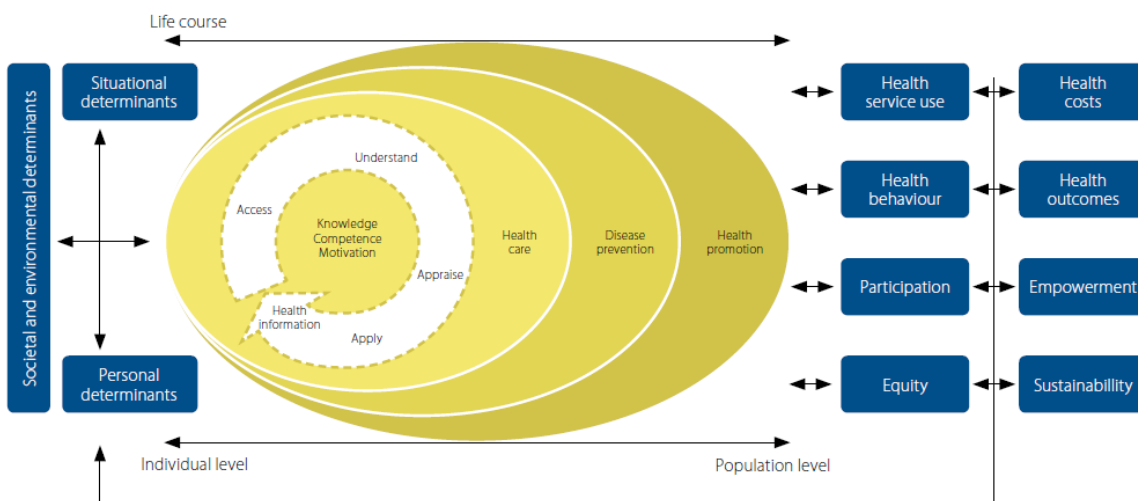 Life course
Societal and environmental determinants
Situational
determinants
Personal
determinants
Understand
Access
Knowledge
Competence
Motivation
Appraise
Health
information
Apply
Health
care
Disease
prevention
Health
promotion
Health
service use
Health
costs
Health
behaviour
Health
outcomes
Participation
Empowerment
Equity
Sustainabillity
Individual level
Population level